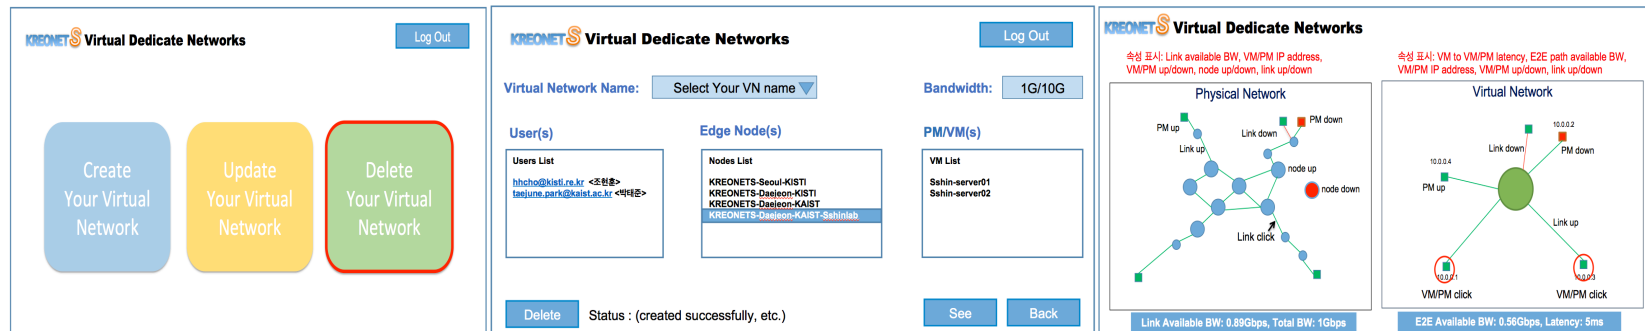 KREONET S Virtual Dedicate Networks
Log Out
Create
Your Virtual
Network
Update
Your Virtual
Network
Delete
Your Virtual
Network
KREONET S Virtual Dedicate Networks
Log Out
Virtual Network Name:
Select Your VN name
Bandwidth:
1G/10G
User(s)
Users List
hhcho@kisti.re.kr <조현훈>
taejune.park@kaist.ac.kr <박태준>
Edge Node(s)
Nodes List
KREONETS-Seoul-KISTI
KREONETS-Daejeon-KISTI
KREONETS-Daejeon-KAIST
KREONETS-Daejeon-KAIST-Sshinlab
PM/VM(s)
VM List
Sshin-server01
Sshin-server02
Delete
Status : (created successfully, etc.)
See
Back
KREONET S Virtual Dedicate Networks
속성 표시: Link available BW, VM/PM IP address,
VM/PM up/down, node up/down, link up/down
Physical Network
PM up
Link up
Link down
PM down
node up
node down
Link click
Link Available BW: 0.89Gbps, Total BW: 1Gbps
속성 표시: VM to VM/PM latency, E2E path available BW,
VM/PM IP address, VM/PM up/down, link up/down
Virtual Network
10.0.0.2
Link down
PM down
10.0.0.4
PM up
Link up
10.0.0.1
VM/PM click
10.0.0.3
VM/PM click
E2E Available BW: 0.56Gbps, Latency: 5ms